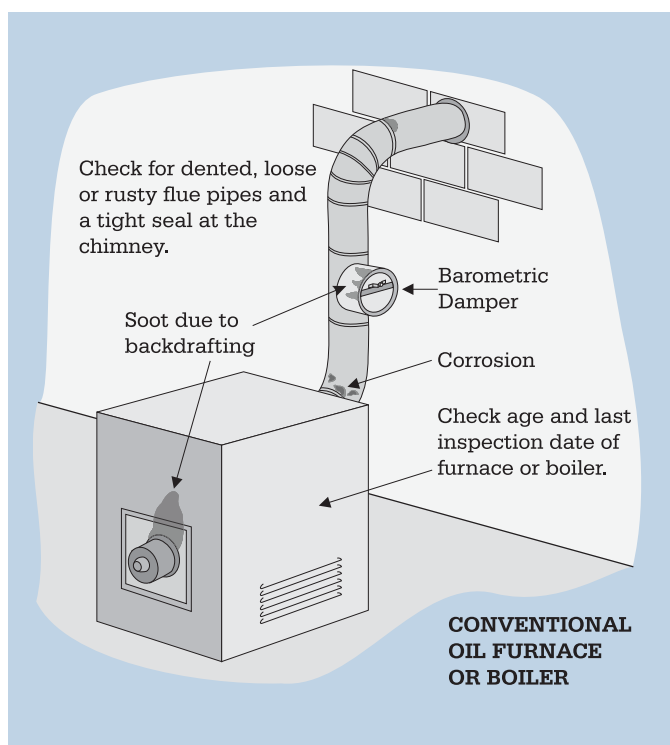 Check for dented, loose
or rusty flue pipes and
a tight seal at the
chimney.
Barometric
Damper
Soot due to
backdrafting
Corrosion
Check age and last
inspection date of
furnace or boiler.
CONVENTIONAL
OIL FURNACE
OR BOILER